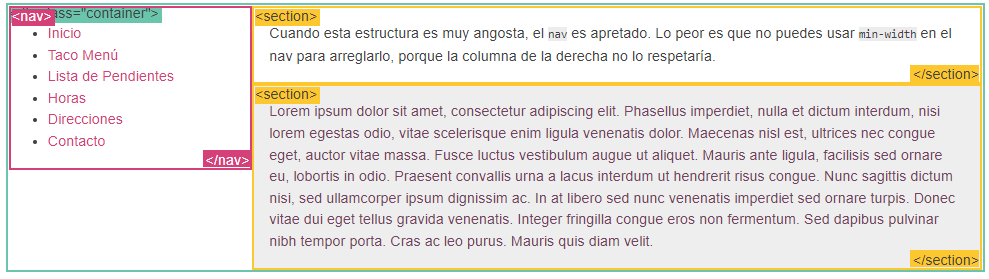 <nav>
class="container">
Inicio
Taco Menú
Lista de Pendientes
Horas
Direcciones
Contacto
</nav>
<section>
Cuando esta estructura es muy angosta, el nav es apretado. Lo peor es que no puedes usar min-width en el
nav para arreglarlo, porque la columna de la derecha no lo respetaría.
</section>
<section>
Lorem ipsum dolor sit amet, consectetur adipiscing elit. Phasellus imperdiet, nulla et dictum interdum, nisi
lorem egestas odio, vitae scelerisque enim ligula venenatis dolor. Maecenas nisl est, ultrices nec congue
eget, auctor vitae massa. Fusce luctus vestibulum augue ut aliquet. Mauris ante ligula, facilisis sed ornare
eu, lobortis in odio. Praesent convallis urna a lacus interdum ut hendrerit risus congue. Nunc sagittis dictum
nisi, sed ullamcorper ipsum dignissim ac. In at libero sed nunc venenatis imperdiet sed ornare turpis. Donec
vitae dui eget tellus gravida venenatis. Integer fringilla congue eros non fermentum. Sed dapibus pulvinar
nibh tempor porta. Cras ac leo purus. Mauris quis diam velit.
</section>